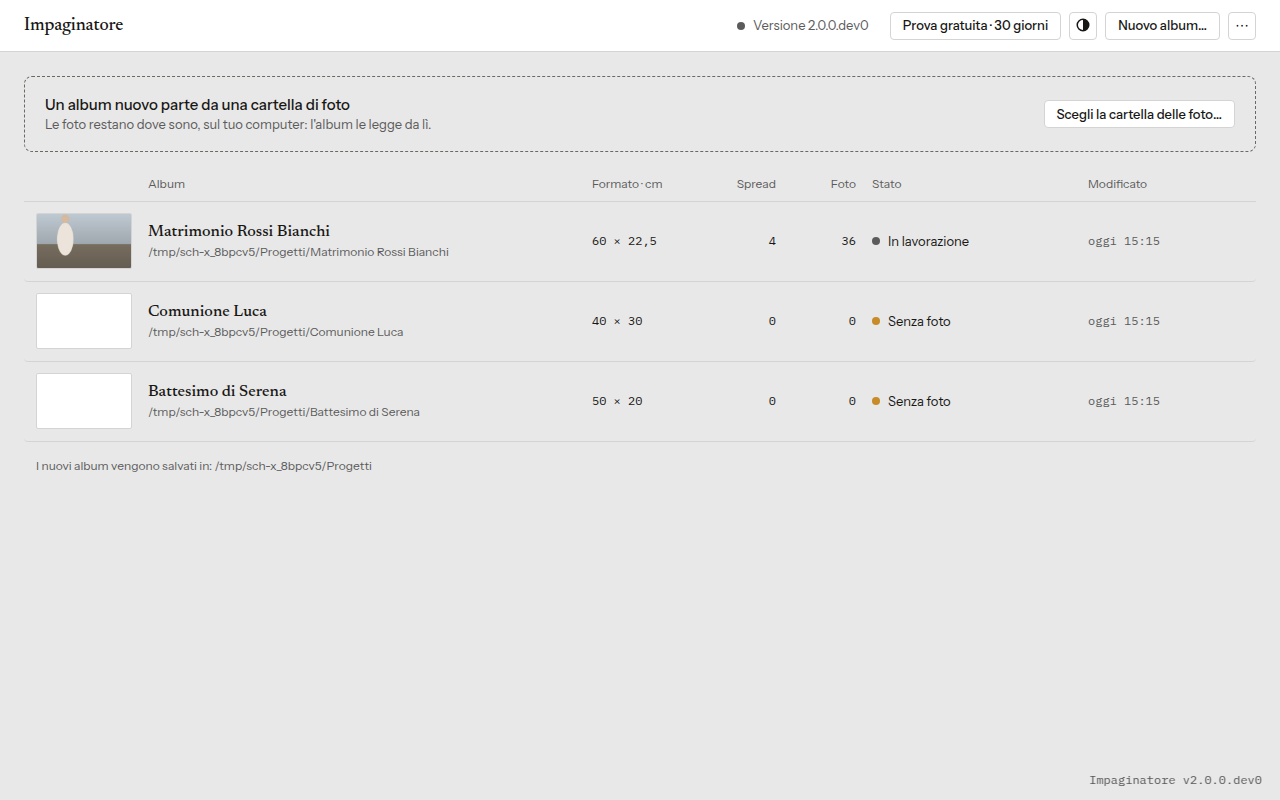 Impaginatore
Versione 2.0.0.dev0
Prova gratuita · 30 giorni
Nuovo album…
…
Un album nuovo parte da una cartella di foto
Le foto restano dove sono, sul tuo computer: l'album le legge da lì.
Scegli la cartella delle foto…
Album Formato · cm Spread Foto Stato Modificato
Matrimonio Rossi Bianchi
/tmp/sch-x_8bpcv5/Progetti/Matrimonio Rossi Bianchi
60 × 22,5 4 36 In lavorazione oggi 15:15
Comunione Luca
/tmp/sch-x_8bpcv5/Progetti/Comunione Luca
40 × 30 0 0 Senza foto oggi 15:15
Battesimo di Serena
/tmp/sch-x_8bpcv5/Progetti/Battesimo di Serena
50 × 20 0 0 Senza foto oggi 15:15
I nuovi album vengono salvati in: /tmp/sch-x_8bpcv5/Progetti
Impaginatore v2.0.0.dev0